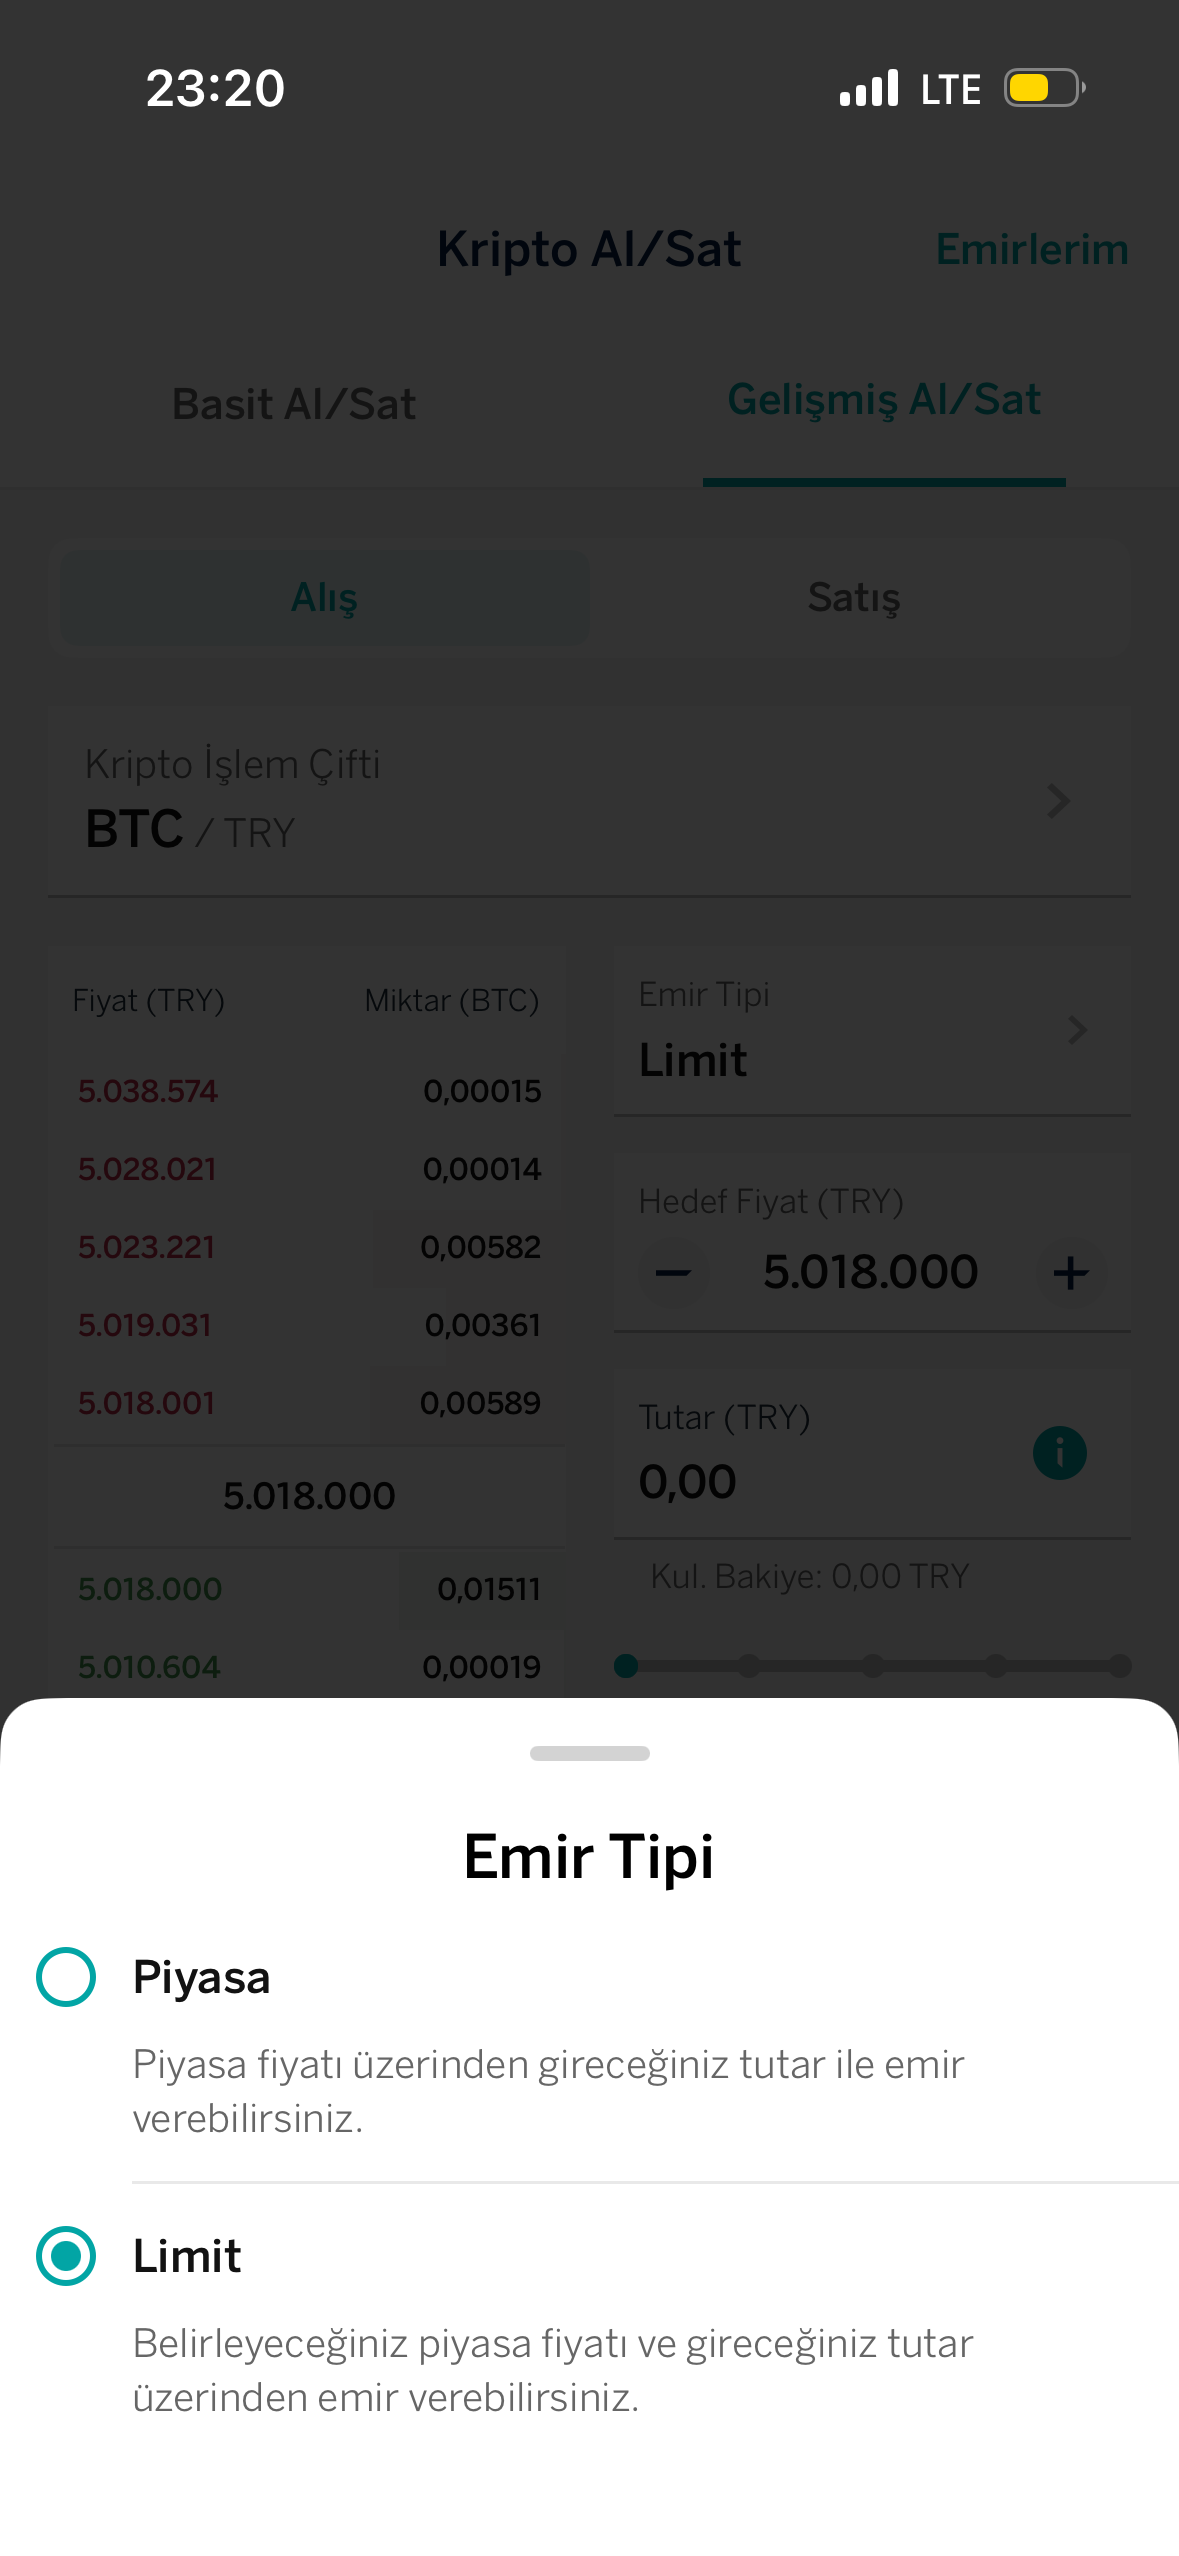 23:20
LTE
Kripto Al/Sat
Emirlerim
Basit Al/Sat
Gelişmiş Al/Sat
Alış
Satış
Kripto İşlem Çifti
BTC / TRY
Fiyat (TRY) Miktar (BTC)
5.038.574 0,00015
5.028.021 0,00014
5.023.221 0,00582
5.019.031 0,00361
5.018.001 0,00589
5.018.000
5.018.000 0,01511
5.010.604 0,00019
Emir Tipi
Limit
Hedef Fiyat (TRY)
5.018.000
Tutar (TRY)
0,00
Kul. Bakiye: 0,00 TRY
Emir Tipi
Piyasa
Piyasa fiyatı üzerinden gireceğiniz tutar ile emir
verebilirsiniz.
Limit
Belirleyeceğiniz piyasa fiyatı ve gireceğiniz tutar
üzerinden emir verebilirsiniz.